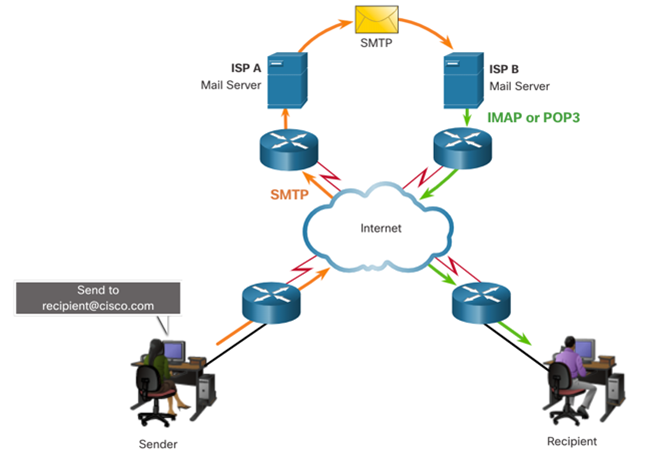 SMTP
ISP A
Mail Server
ISP B
Mail Server
IMAP or POP3
SMTP
Internet
Send to
recipient@cisco.com
Sender
Recipient